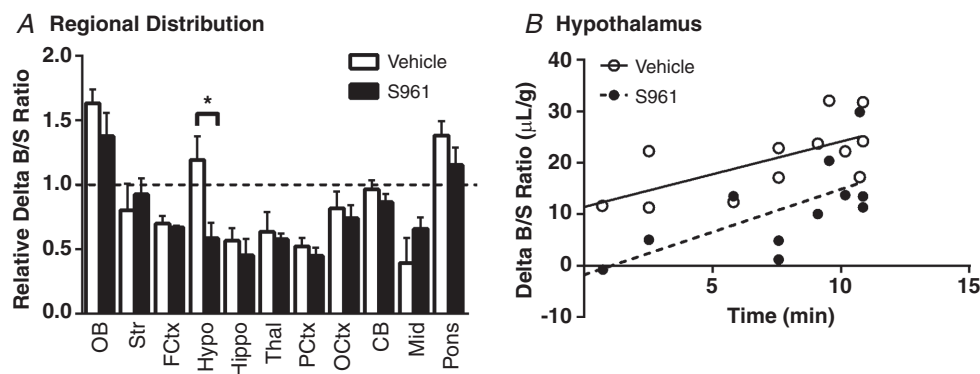 A Regional Distribution
Relative Delta B/S Ratio
2.0
1.5
1.0
0.5
0.0
Vehicle
S961
*
OB
Str
FCtx
Hypo
Hippo
Thal
PCtx
OCtx
CB
Mid
Pons
B Hypothalamus
Delta B/S Ratio (μL/g)
40
30
20
10
0
-10
Vehicle
S961
5
10
15
Time (min)